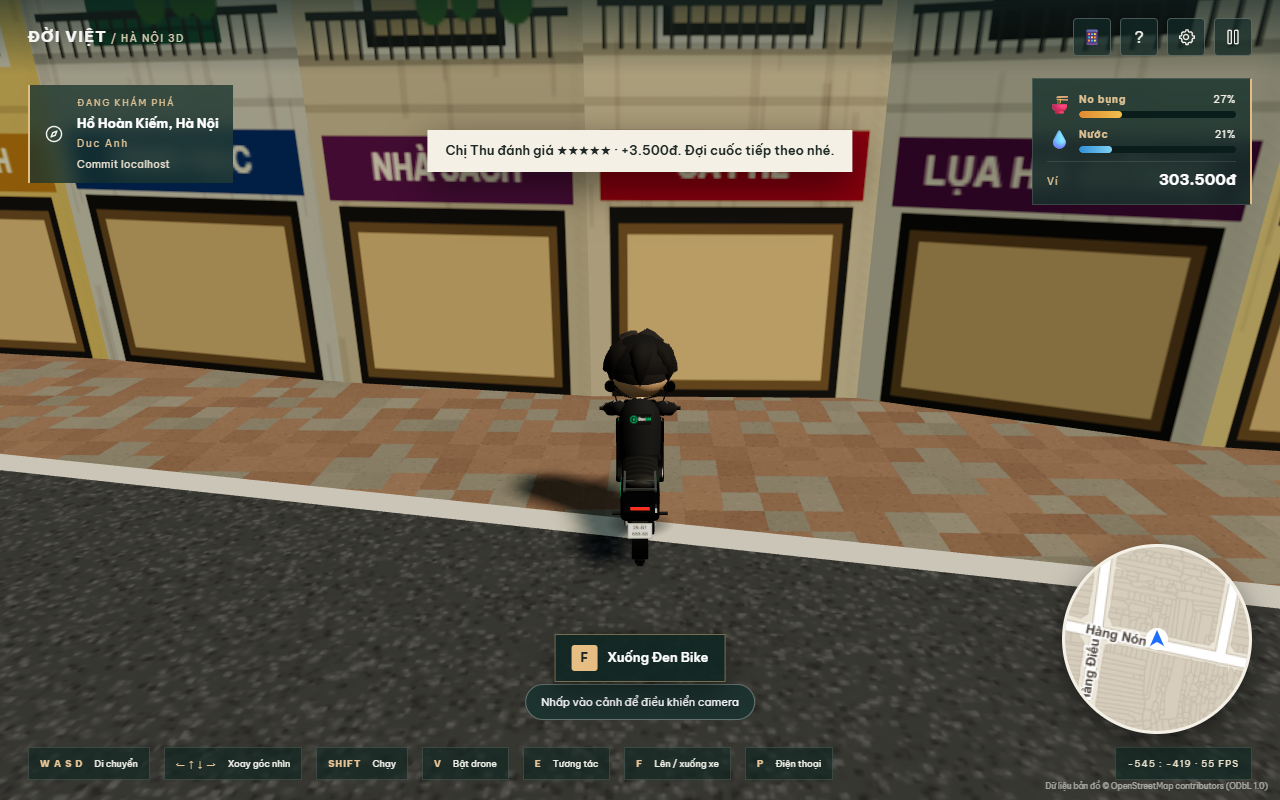 ĐỜI VIỆT / HÀ NỘI 3D
?
ĐANG KHÁM PHÁ
Hồ Hoàn Kiếm, Hà Nội
Duc Anh
Commit localhost
No bụng 27%
Nước 21%
Ví 303.500đ
Chị Thu đánh giá ★★★★★ · +3.500đ. Đợi cuốc tiếp theo nhé.
H
C
NHÀ SÁCH
CÀ PHÊ
LỤA H
F Xuống Đen Bike
Nhấp vào cảnh để điều khiển camera
Hàng Nón
àng Điếu
W A S D Di chuyển
←↑↓→ Xoay góc nhìn
SHIFT Chạy
V Bật drone
E Tương tác
F Lên / xuống xe
P Điện thoại
-545 : -419 · 55 FPS
Dữ liệu bản đồ © OpenStreetMap contributors (ODbL 1.0)